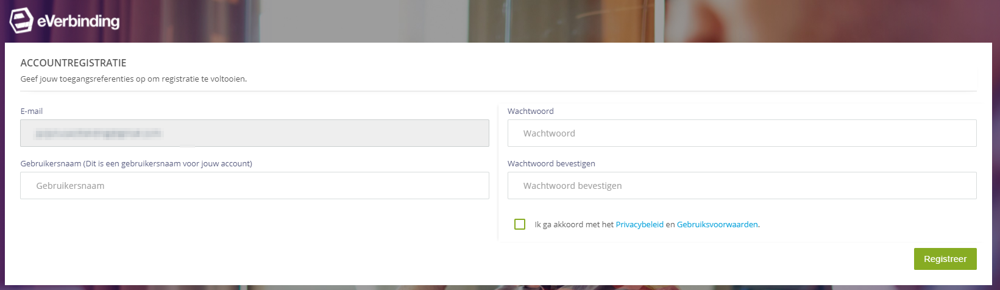 eVerbinding
ACCOUNTREGISTRATIE
Geef jouw toegangsreferenties op om registratie te voltooien.
E-mail
Gebruikersnaam (Dit is een gebruikersnaam voor jouw account)
Gebruikersnaam
Wachtwoord
Wachtwoord
Wachtwoord bevestigen
Wachtwoord bevestigen
Ik ga akkoord met het Privacybeleid en Gebruiksvoorwaarden.
Registreer